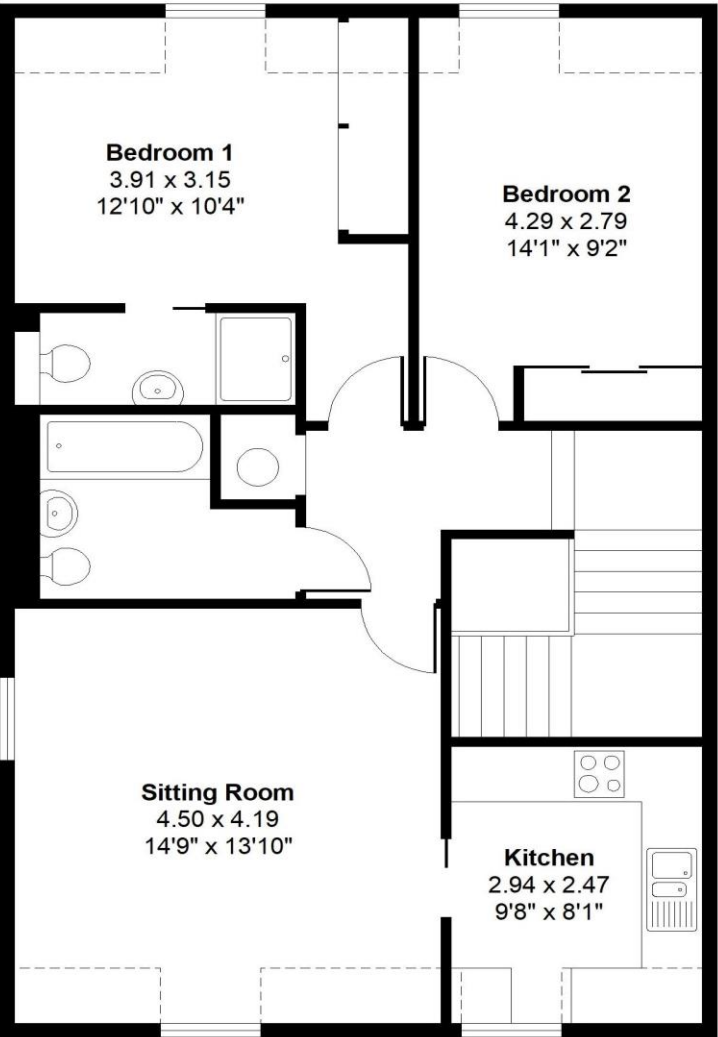 Bedroom 1
3.91 x 3.15
12'10" x 10'4"
Bedroom 2
4.29 x 2.79
14'1" x 9'2"
Sitting Room
4.50 x 4.19
14'9" x 13'10"
Kitchen
2.94 x 2.47
9'8" x 8'1"